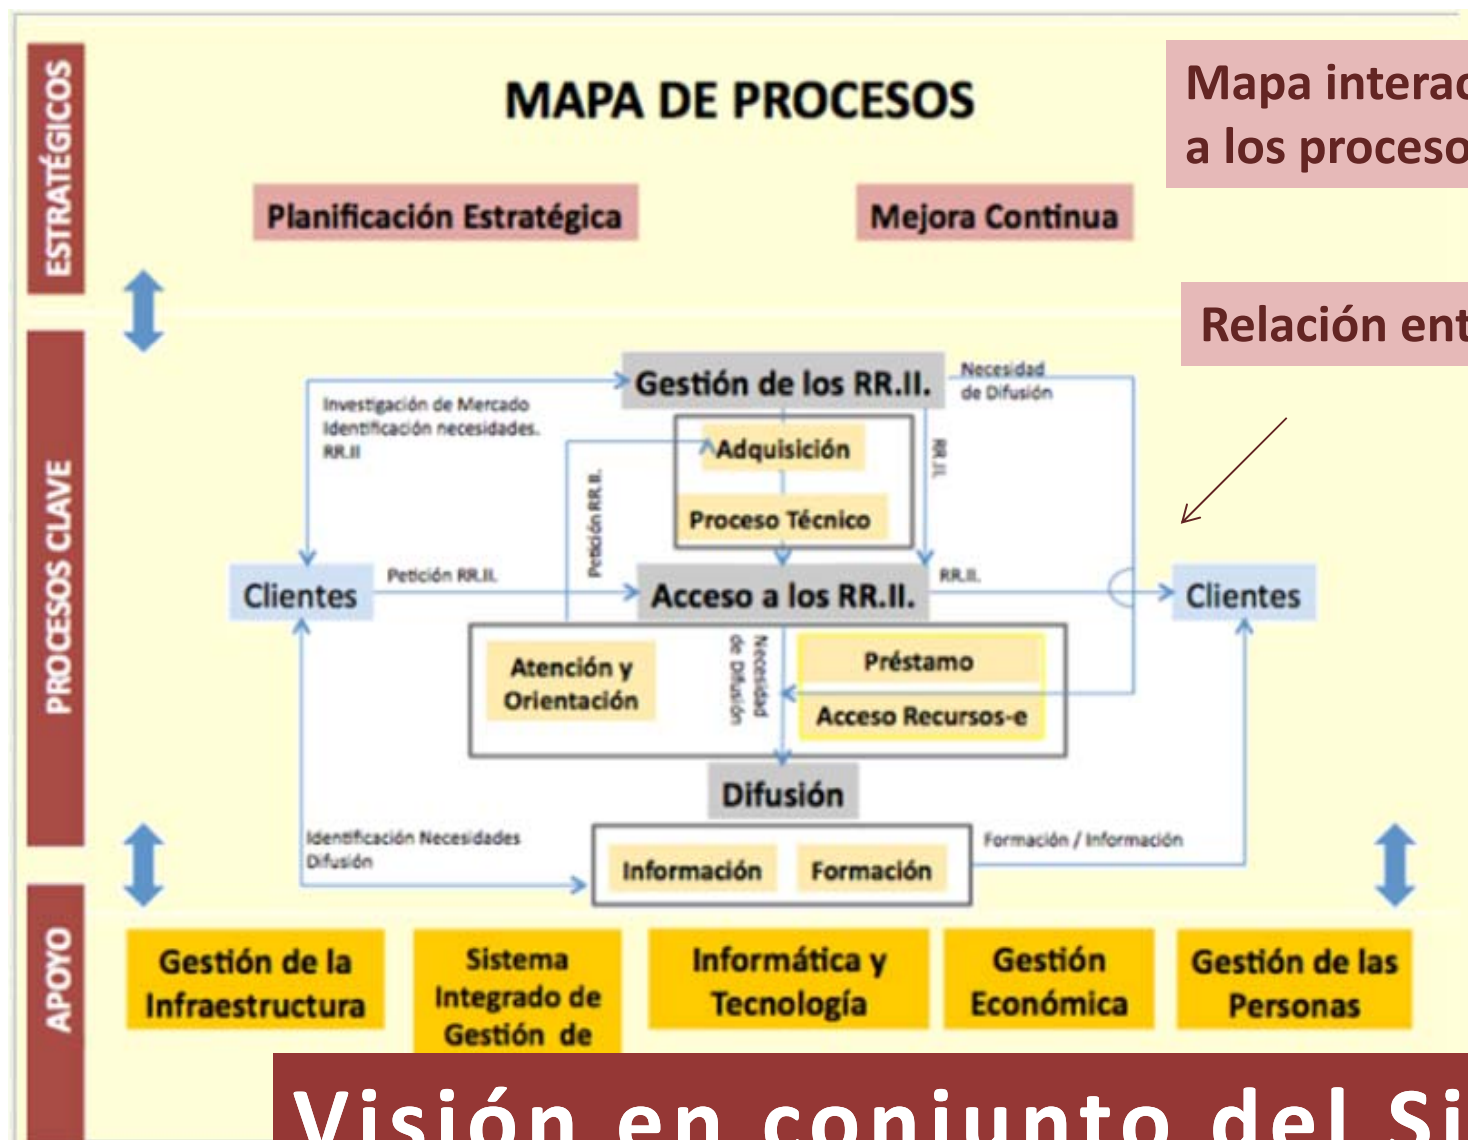 MAPA DE PROCESOS
Mapa interac
a los proceso
ESTRATÉGICOS
Planificación Estratégica
Mejora Continua
Relación ent
PROCESOS CLAVE
Gestión de los RR.II.
Necesidad
de Difusión
Investigación de Mercado
Identificación necesidades.
RR.II
Adquisición
RR.II.
Petición RR.II.
Proceso Técnico
Clientes
Petición RR.II.
Acceso a los RR.II.
RR.II.
Clientes
Atención y
Orientación
Necesidad
de Difusión
Préstamo
Acceso Recursos-e
Difusión
Identificación Necesidades
Difusión
Información
Formación
Formación / Información
APOYO
Gestión de la
Infraestructura
Sistema
Integrado de
Gestión de
Informática y
Tecnología
Gestión
Económica
Gestión de las
Personas
Visión en conjunto del Si